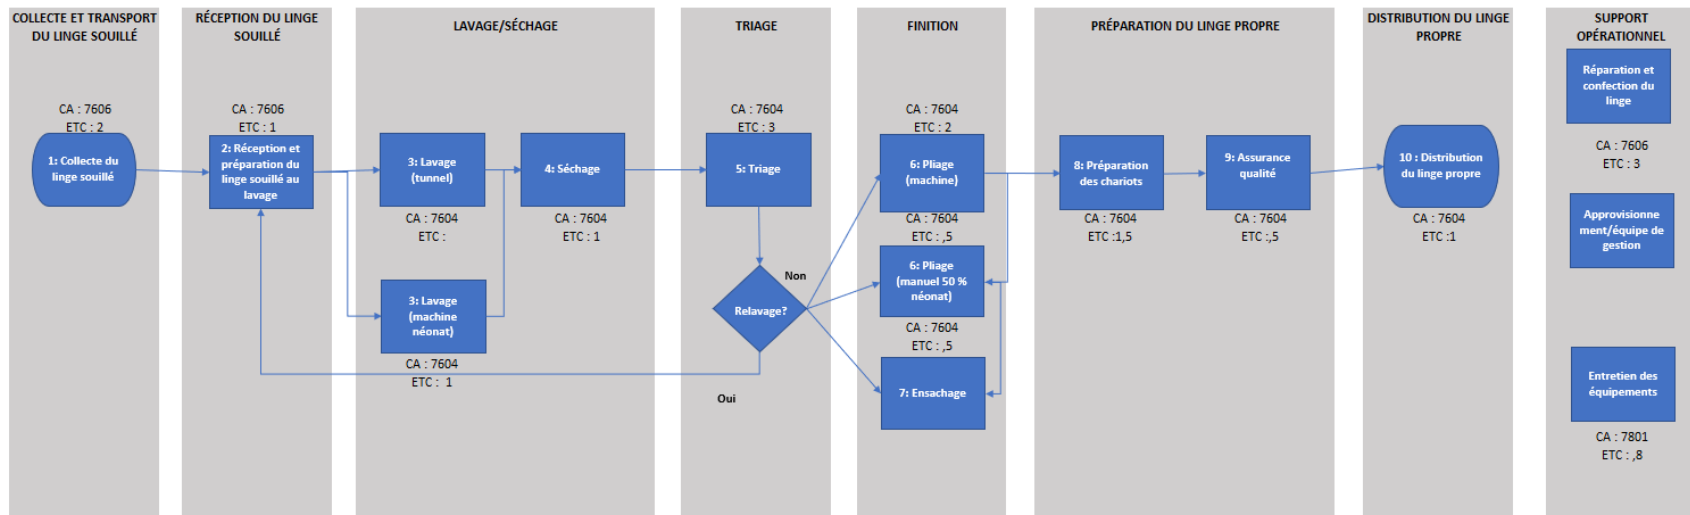 COLLECTE ET TRANSPORT
DU LINGE SOUILLÉ
CA : 7606
ETC : 2
1: Collecte du
linge souillé
RÉCEPTION DU LINGE
SOUILLÉ
CA : 7606
ETC : 1
2: Réception et
préparation du
linge souillé au
lavage
LAVAGE/SÉCHAGE
3: Lavage
(tunnel)
CA : 7604
ETC :
3: Lavage
(machine
néonat)
CA : 7604
ETC : 1
4: Séchage
CA : 7604
ETC : 1
TRIAGE
CA : 7604
ETC : 3
5: Triage
Relavage?
Non
Oui
FINITION
CA : 7604
ETC : 2
6: Pliage
(machine)
CA : 7604
ETC : ,5
6: Pliage
(manuel 50 %
néonat)
CA : 7604
ETC : ,5
7: Ensachage
PRÉPARATION DU LINGE PROPRE
8: Préparation
des chariots
CA : 7604
ETC :1,5
9: Assurance
qualité
CA : 7604
ETC :,5
DISTRIBUTION DU LINGE
PROPRE
10 : Distribution
du linge propre
CA : 7604
ETC :1
SUPPORT
OPÉRATIONNEL
Réparation et
confection du
linge
CA : 7606
ETC : 3
Approvisionne
ment/équipe de
gestion
Entretien des
équipements
CA : 7801
ETC : ,8